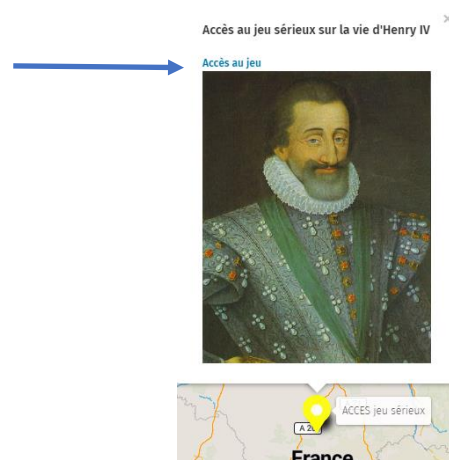 Accès au jeu sérieux sur la vie d'Henry IV
×
Accès au jeu
ACCES jeu sérieux
A 20
France